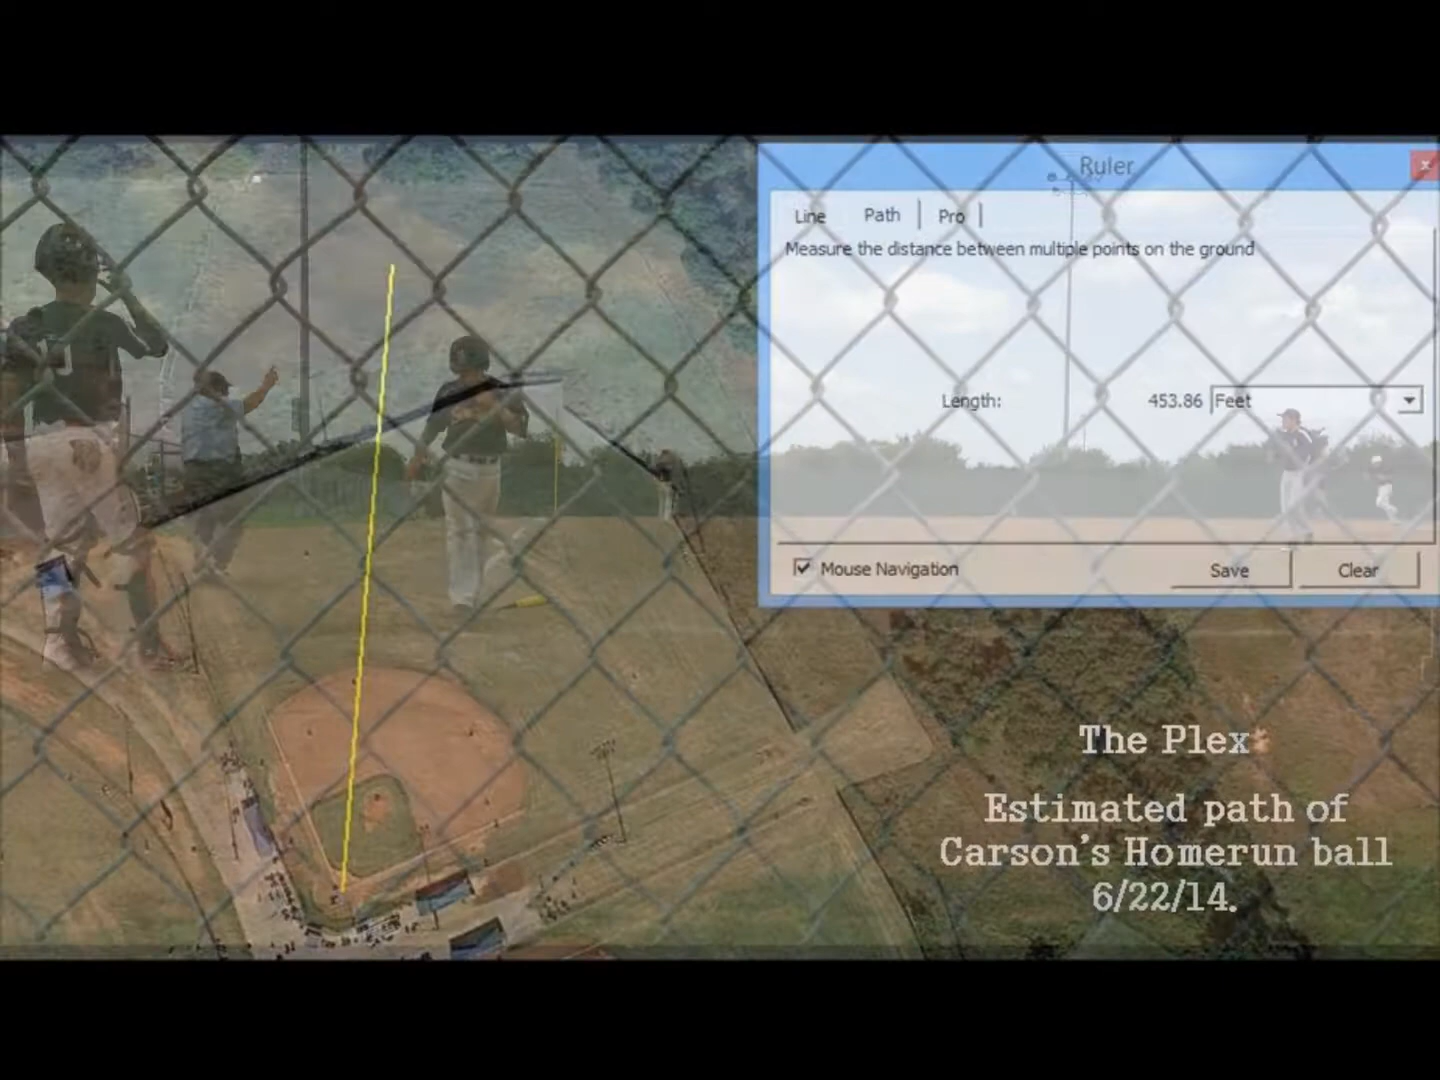 Ruler
Line Path Pro
Measure the distance between multiple points on the ground
Length: 453.86 Feet
Mouse Navigation Save Clear
The Plex
Estimated path of
Carson's Homerun ball
6/22/14.